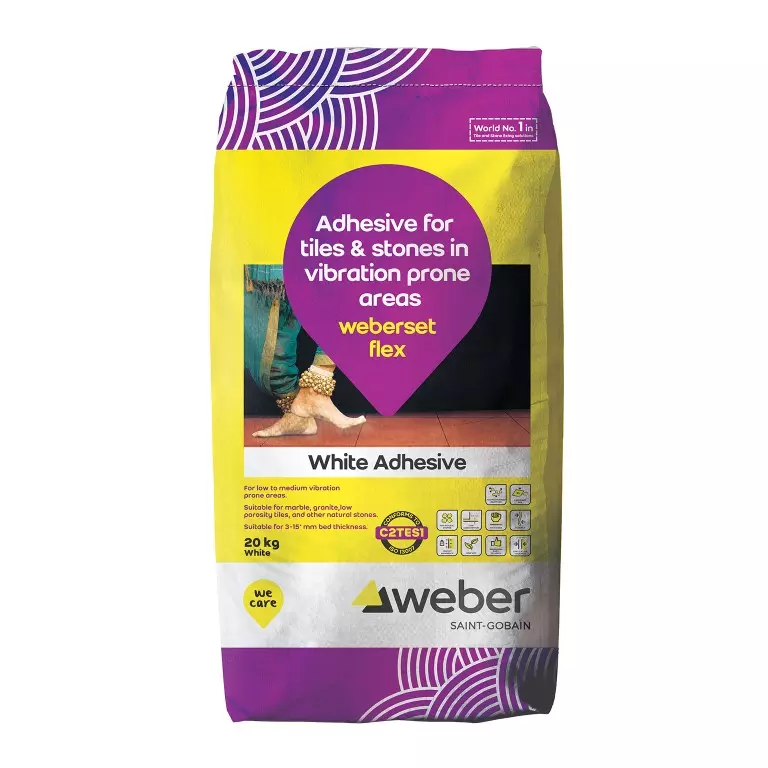 World No. 1 in
Tile and Stone fixing solutions
Adhesive for
tiles & stones in
vibration prone
areas
weberset
flex
White Adhesive
For low to medium vibration
prone areas.
Suitable for marble, granite,low
porosity tiles, and other natural stones.
Suitable for 3-15* mm bed thickness.
20 kg
White
CONFORMS TO
C2TES1
ISO 13007
we
care
weber
SAINT-GOBAIN